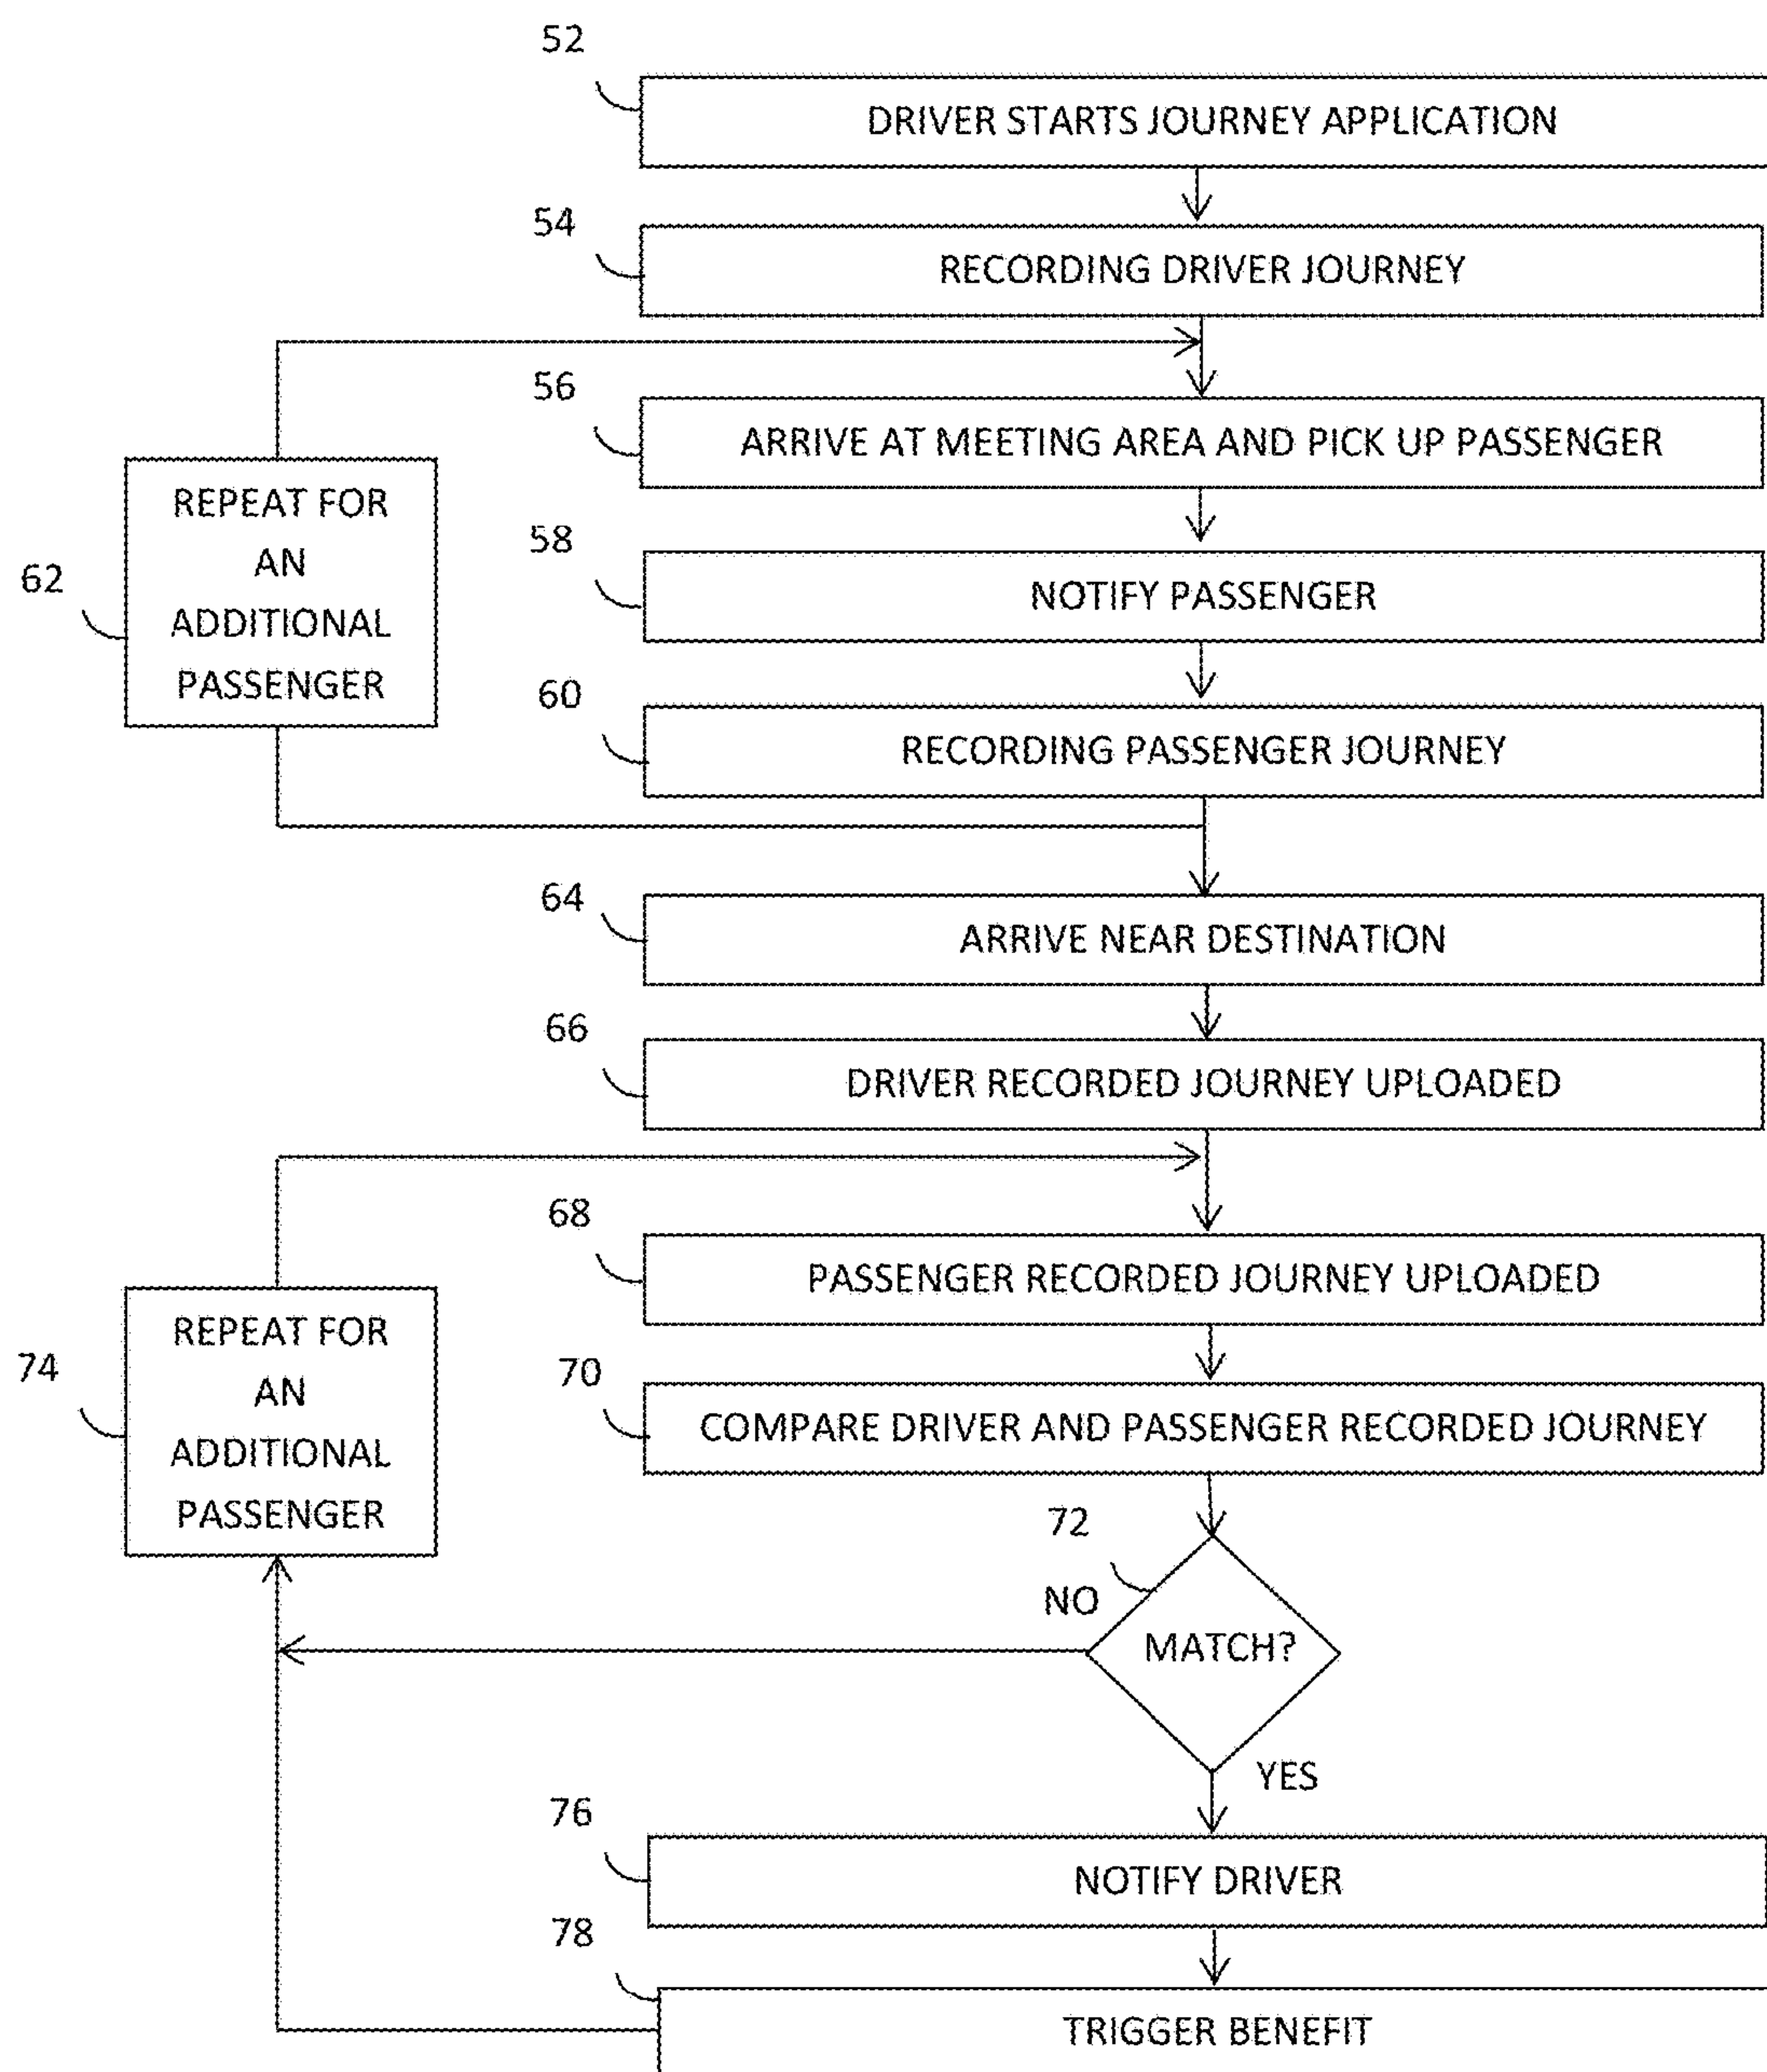 52
DRIVER STARTS JOURNEY APPLICATION
54
RECORDING DRIVER JOURNEY
56
ARRIVE AT MEETING AREA AND PICK UP PASSENGER
58
NOTIFY PASSENGER
60
RECORDING PASSENGER JOURNEY
62
REPEAT FOR
AN
ADDITIONAL
PASSENGER
64
ARRIVE NEAR DESTINATION
66
DRIVER RECORDED JOURNEY UPLOADED
68
PASSENGER RECORDED JOURNEY UPLOADED
70
COMPARE DRIVER AND PASSENGER RECORDED JOURNEY
72
NO
MATCH?
YES
74
REPEAT FOR
AN
ADDITIONAL
PASSENGER
76
NOTIFY DRIVER
78
TRIGGER BENEFIT